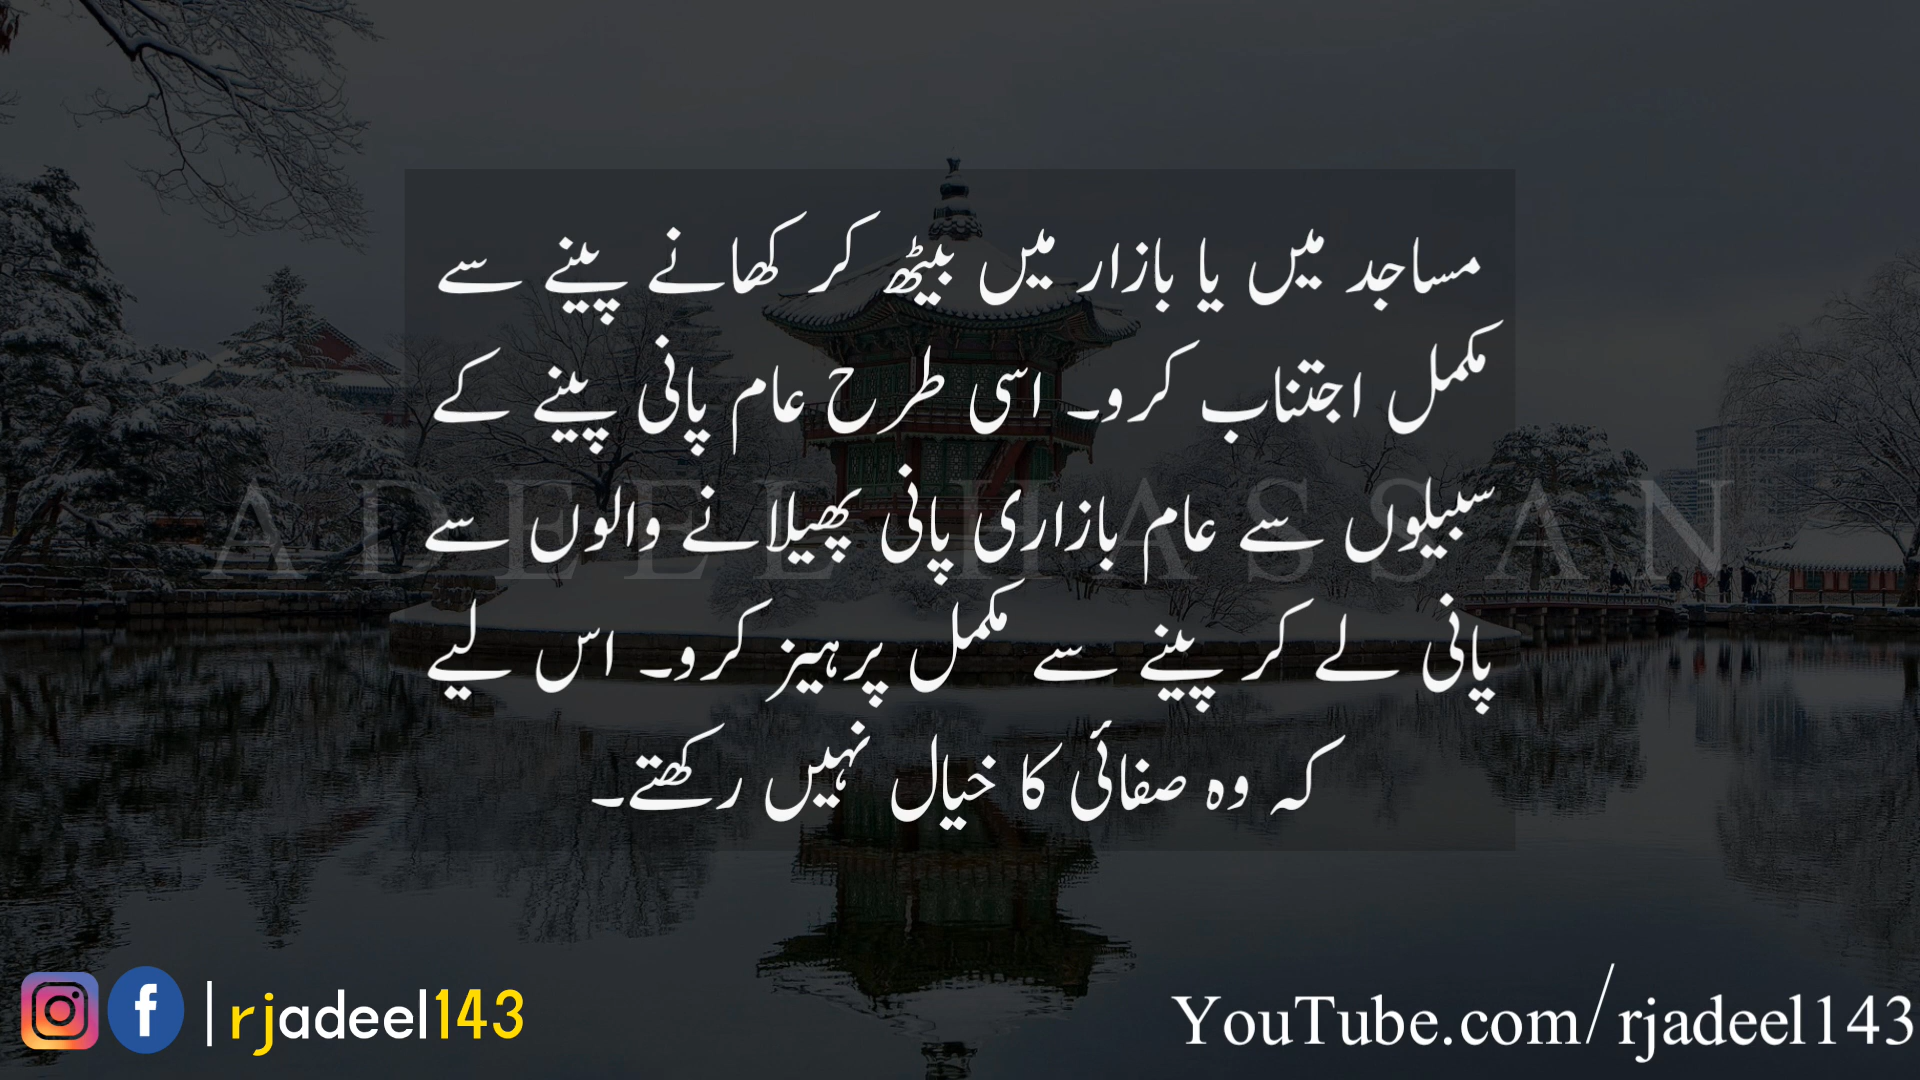 مساجد میں یا بازار میں بیٹھ کر کھانے پینے سے
مکمل اجتناب کرو۔ اسی طرح عام پانی پینے کے
سبیلوں سے عام بازاری پانی پھیلانے والوں سے
پانی لے کر پینے سے مکمل پرہیز کرو۔ اس لیے
کہ وہ صفائی کا خیال نہیں رکھتے۔
ADEEL HASSAN
rjadeel143
YouTube.com/rjadeel143